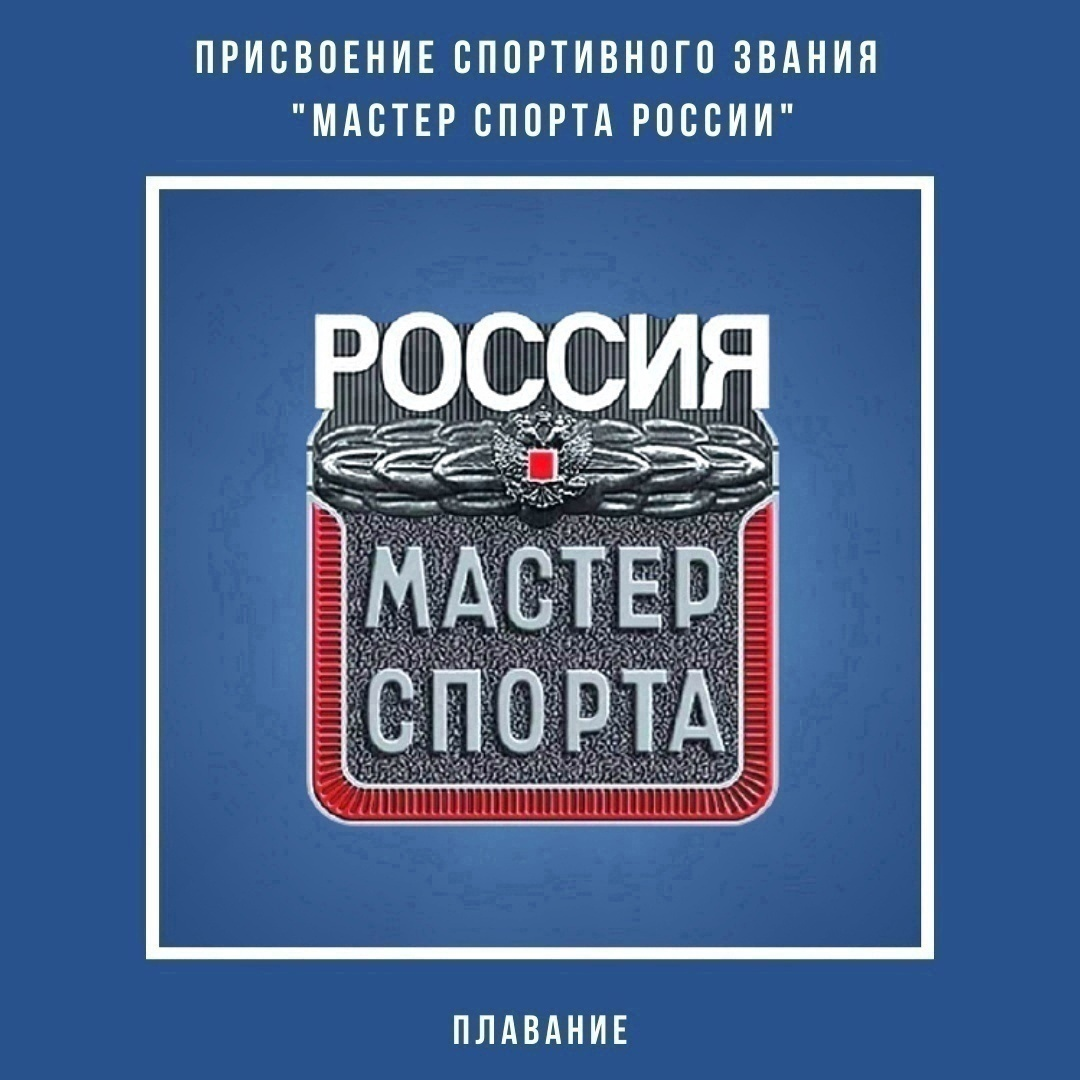 ПРИСВОЕНИЕ СПОРТИВНОГО ЗВАНИЯ
"МАСТЕР СПОРТА РОССИИ"
РОССИЯ
МАСТЕР
СПОРТА
ПЛАВАНИЕ